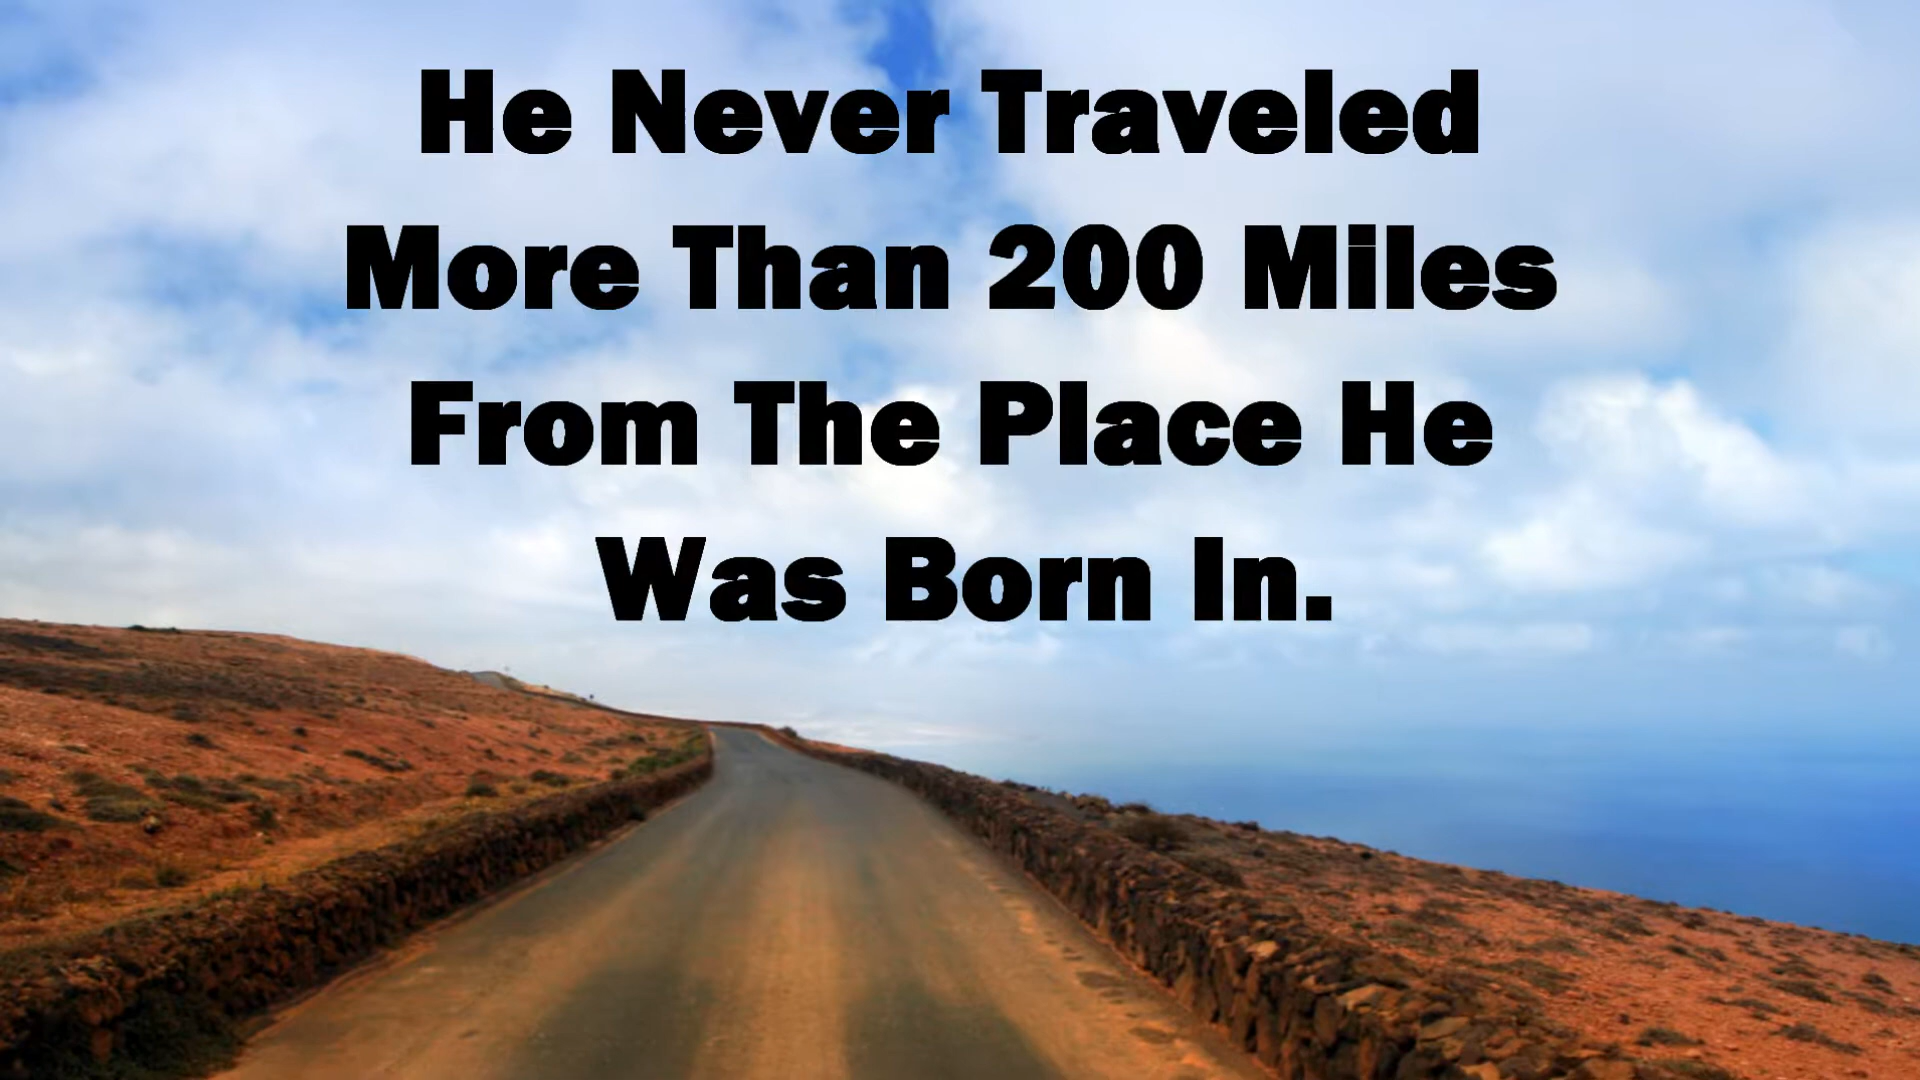 He Never Traveled
More Than 200 Miles
From The Place He
Was Born In.